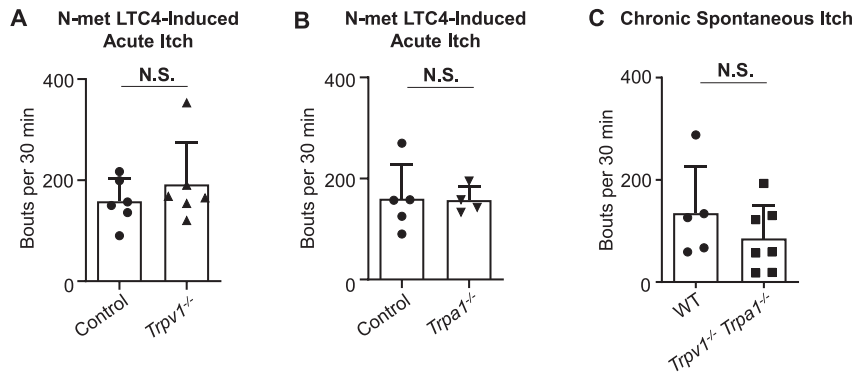 A
N-met LTC4-Induced
Acute Itch
N.S.
400
200
0
Bouts per 30 min
Control
Trpv1-/-
B
N-met LTC4-Induced
Acute Itch
N.S.
400
200
0
Bouts per 30 min
Control
Trpa1-/-
C
Chronic Spontaneous Itch
N.S.
400
200
0
Bouts per 30 min
WT
Trpv1-/- Trpa1-/-